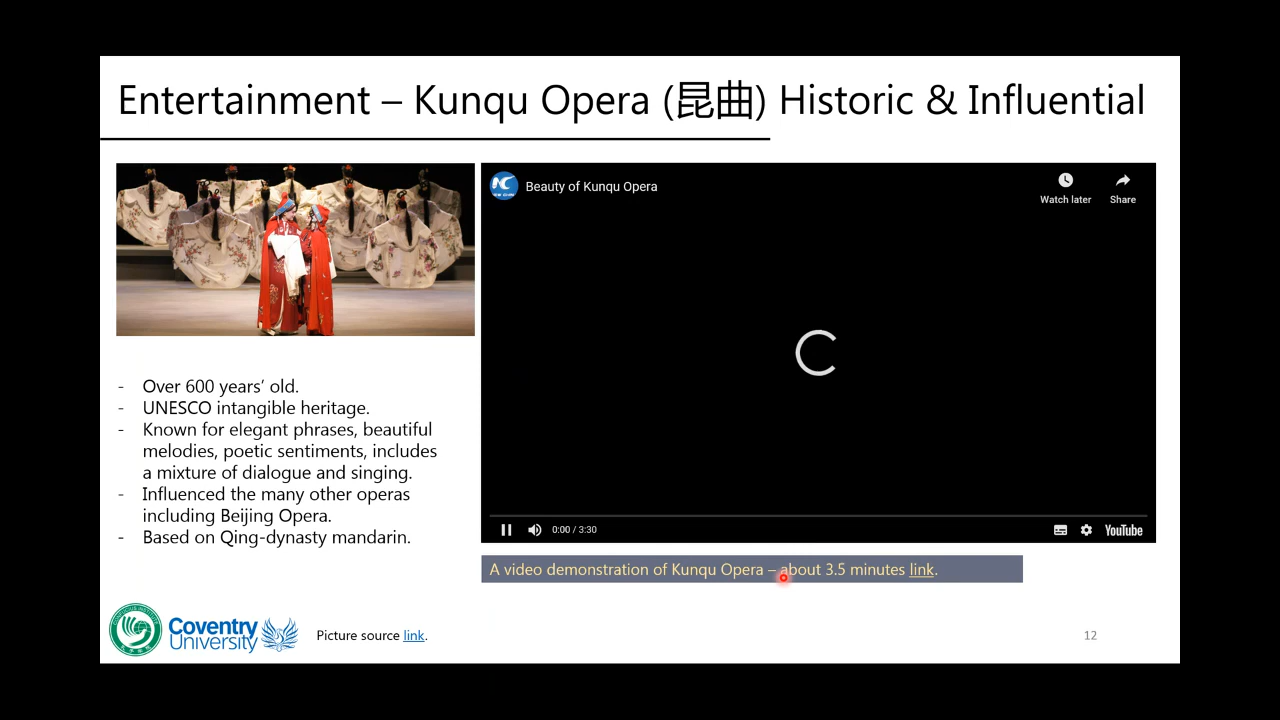 Entertainment – Kunqu Opera (昆曲) Historic & Influential
Beauty of Kunqu Opera
Watch later
Share
- Over 600 years’ old.
- UNESCO intangible heritage.
- Known for elegant phrases, beautiful
melodies, poetic sentiments, includes
a mixture of dialogue and singing.
- Influenced the many other operas
including Beijing Opera.
- Based on Qing-dynasty mandarin.
0:00 / 3:30
YouTube
A video demonstration of Kunqu Opera – about 3.5 minutes link.
Coventry
University
Picture source link.
12